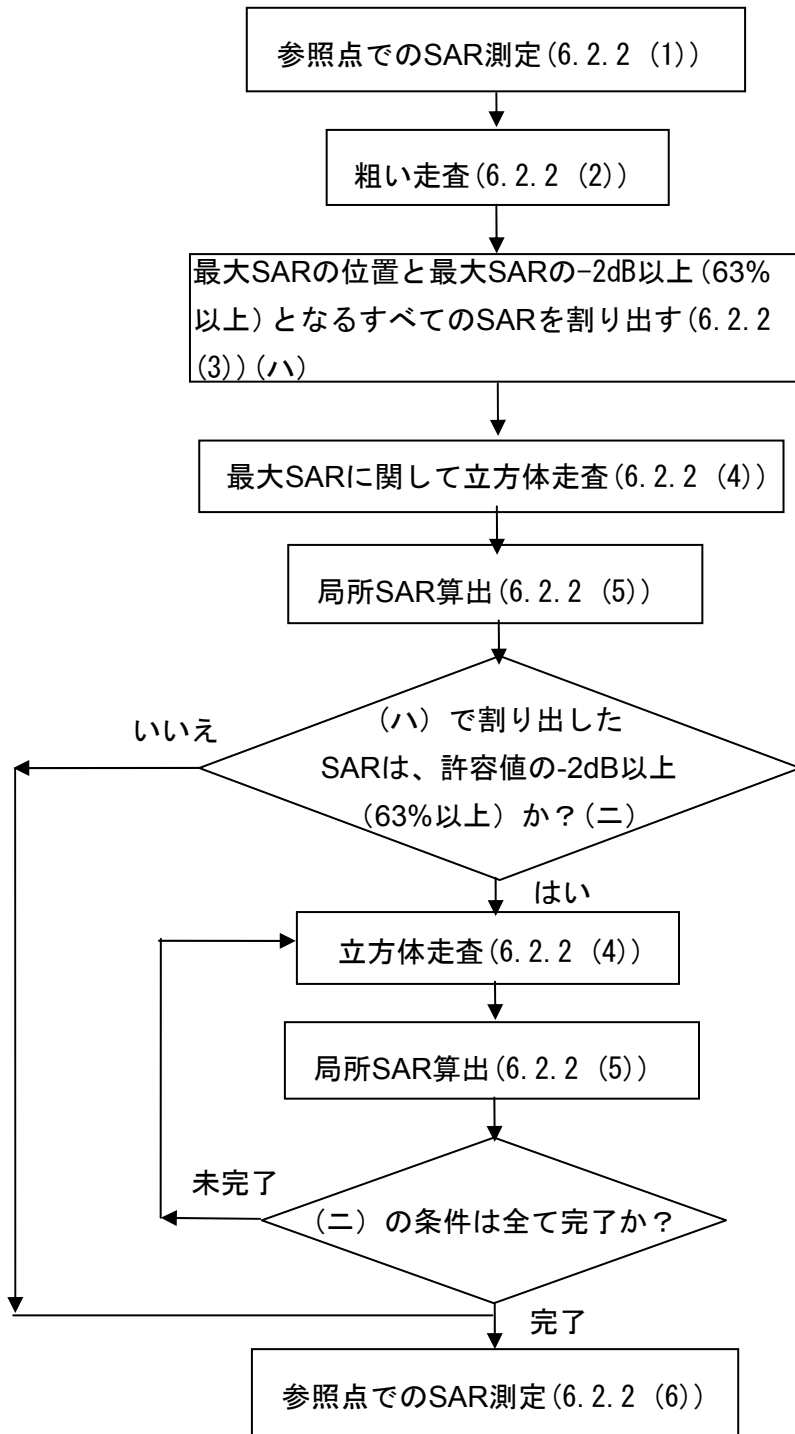 参照点でのSAR測定(6.2.2 (1))
粗い走査(6.2.2 (2))
最大SARの位置と最大SARの-2dB以上(63%
以上)となるすべてのSARを割り出す(6.2.2
(3))(ハ)
最大SARに関して立方体走査(6.2.2 (4))
局所SAR算出(6.2.2 (5))
いいえ
(ハ)で割り出した
SARは、許容値の-2dB以上
(63%以上)か?(ニ)
はい
立方体走査(6.2.2 (4))
局所SAR算出(6.2.2 (5))
未完了
(ニ)の条件は全て完了か?
完了
参照点でのSAR測定(6.2.2 (6))